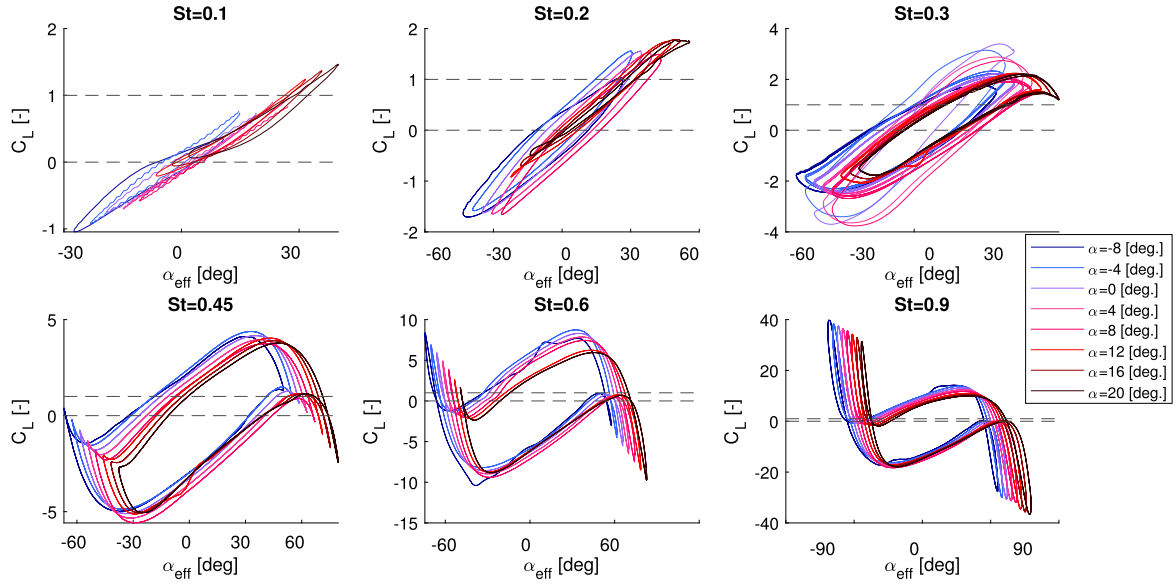 St=0.1
St=0.2
St=0.3
2
1
0
-1
C_L [-]
-30
0
30
α_eff [deg]
2
1
0
-1
-2
C_L [-]
-60
-30
0
30
60
α_eff [deg]
4
2
0
-2
-4
C_L [-]
-60
-30
0
30
α_eff [deg]
α=-8 [deg.]
α=-4 [deg.]
α=0 [deg.]
α=4 [deg.]
α=8 [deg.]
α=12 [deg.]
α=16 [deg.]
α=20 [deg.]
St=0.45
St=0.6
St=0.9
5
0
-5
C_L [-]
-60
-30
0
30
60
α_eff [deg]
10
5
0
-5
-10
-15
C_L [-]
-60
-30
0
30
60
α_eff [deg]
40
20
0
-20
-40
C_L [-]
-90
0
90
α_eff [deg]